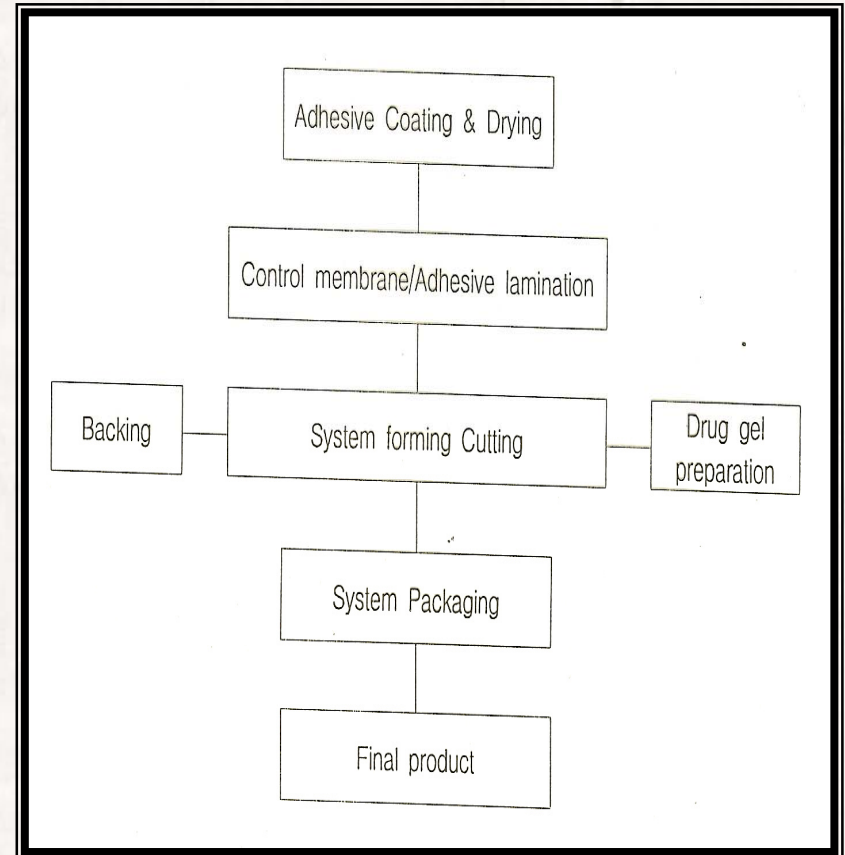 Adhesive Coating & Drying
Control membrane/Adhesive lamination
Backing
System forming Cutting
Drug gel
preparation
System Packaging
Final product